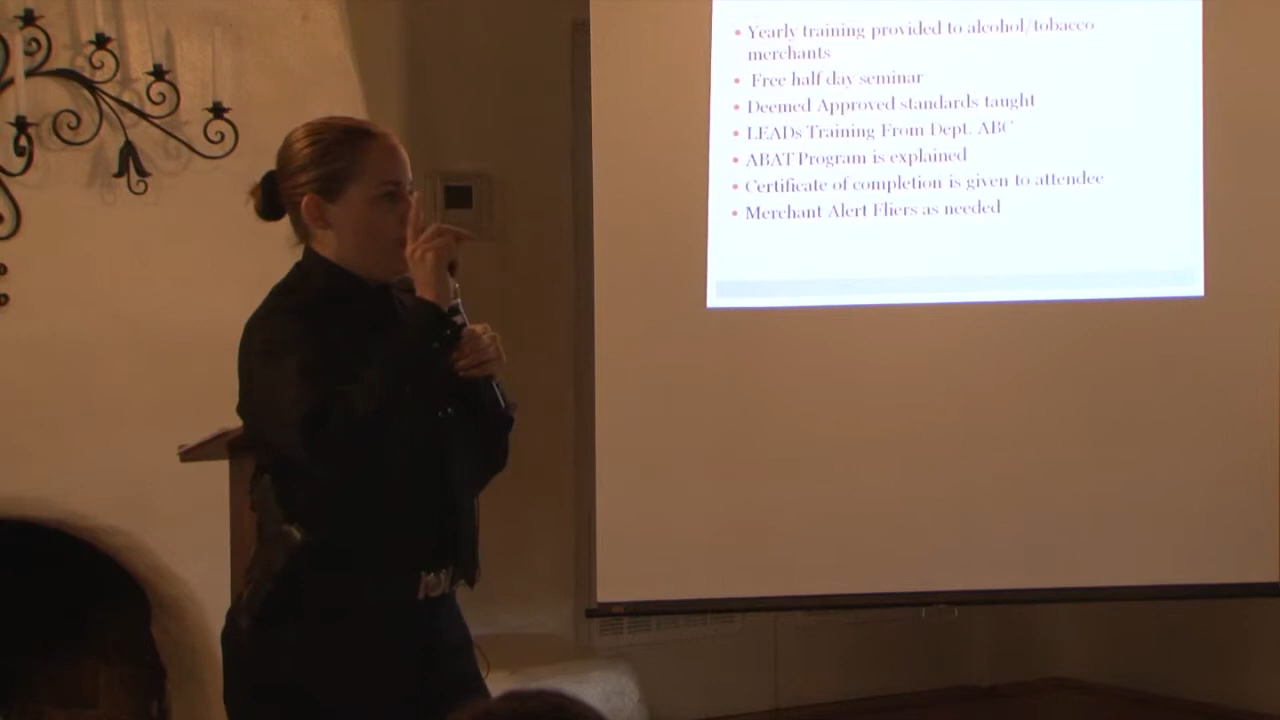 • Yearly training provided to alcohol/tobacco
merchants
• Free half day seminar
• Deemed Approved standards taught
• LEADs Training From Dept. ABC
• ABAT Program is explained
• Certificate of completion is given to attendee
• Merchant Alert Fliers as needed